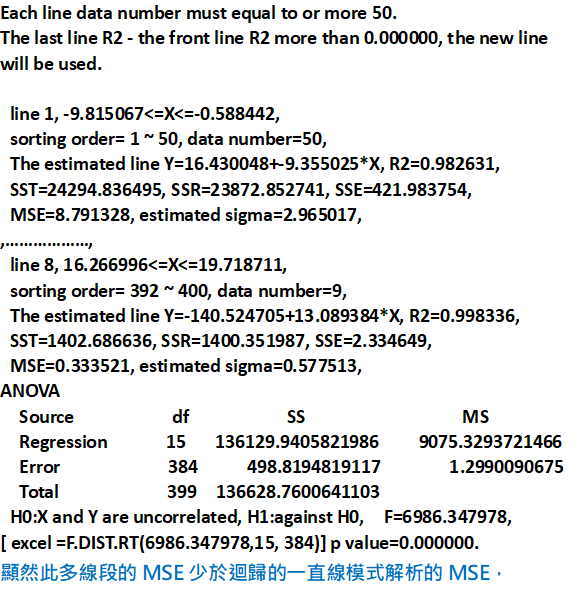 Each line data number must equal to or more 50.
The last line R2 - the front line R2 more than 0.000000, the new line
will be used.
line 1, -9.815067<=X<=-0.588442,
sorting order= 1 ~ 50, data number=50,
The estimated line Y=16.430048+-9.355025*X, R2=0.982631,
SST=24294.836495, SSR=23872.852741, SSE=421.983754,
MSE=8.791328, estimated sigma=2.965017,
,………………,
line 8, 16.266996<=X<=19.718711,
sorting order= 392 ~ 400, data number=9,
The estimated line Y=-140.524705+13.089384*X, R2=0.998336,
SST=1402.686636, SSR=1400.351987, SSE=2.334649,
MSE=0.333521, estimated sigma=0.577513,
ANOVA
Source df SS MS
Regression 15 136129.9405821986 9075.3293721466
Error 384 498.8194819117 1.2990090675
Total 399 136628.7600641103
H0:X and Y are uncorrelated, H1:against H0, F=6986.347978,
[ excel =F.DIST.RT(6986.347978,15, 384)] p value=0.000000.
顯然此多線段的 MSE 少於迴歸的一直線模式解析的 MSE，